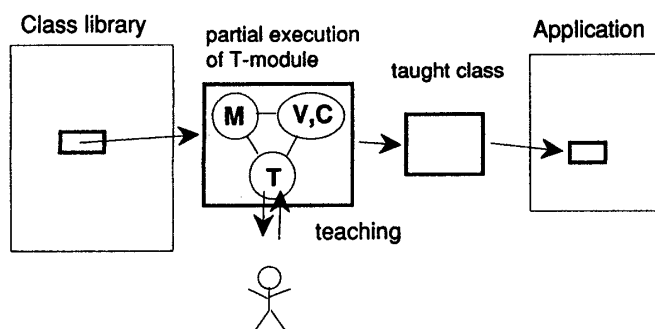 Class library
partial execution
of T-module
taught class
Application
M
V,C
T
teaching